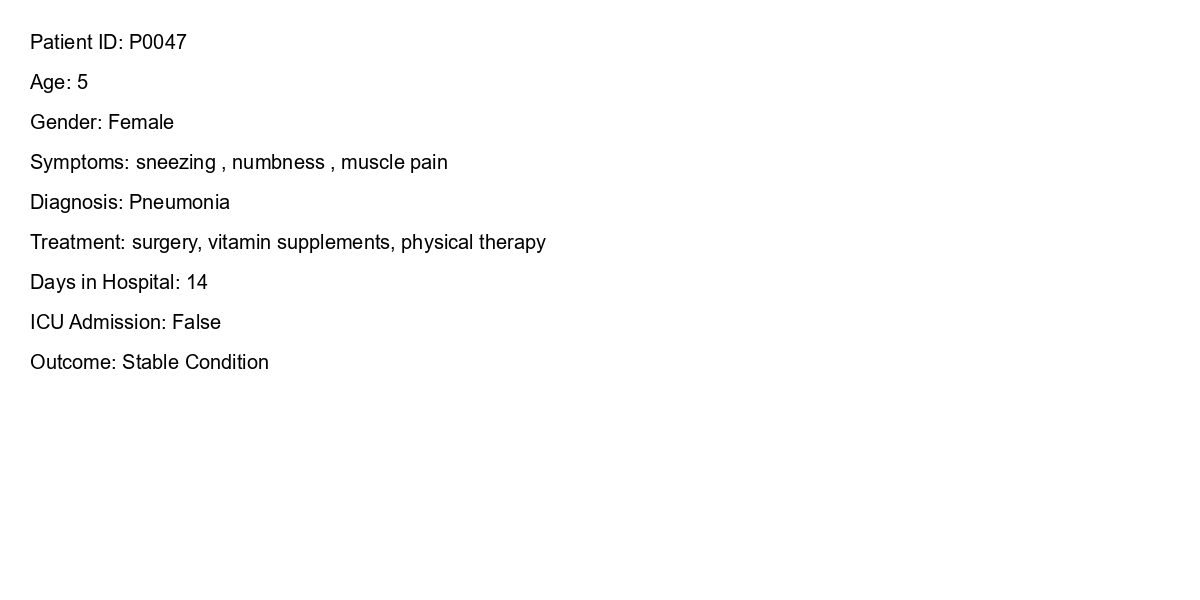 Patient ID: P0047
Age: 5
Gender: Female
Symptoms: sneezing , numbness , muscle pain
Diagnosis: Pneumonia
Treatment: surgery, vitamin supplements, physical therapy
Days in Hospital: 14
ICU Admission: False
Outcome: Stable Condition